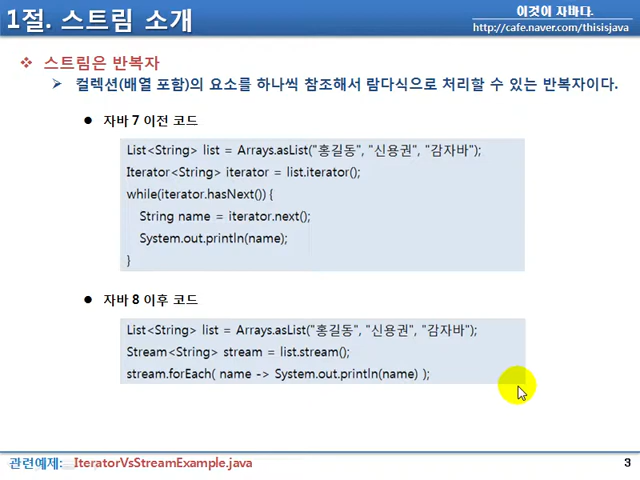 1절. 스트림 소개
이것이 자바다.
http://cafe.naver.com/thisisjava
스트림은 반복자
컬렉션(배열 포함)의 요소를 하나씩 참조해서 람다식으로 처리할 수 있는 반복자이다.
자바 7 이전 코드
List<String> list = Arrays.asList("홍길동", "신용권", "감자바");
Iterator<String> iterator = list.iterator();
while(iterator.hasNext()) {
String name = iterator.next();
System.out.println(name);
}
자바 8 이후 코드
List<String> list = Arrays.asList("홍길동", "신용권", "감자바");
Stream<String> stream = list.stream();
stream.forEach( name -> System.out.println(name) );
관련예제: IteratorVsStreamExample.java
3